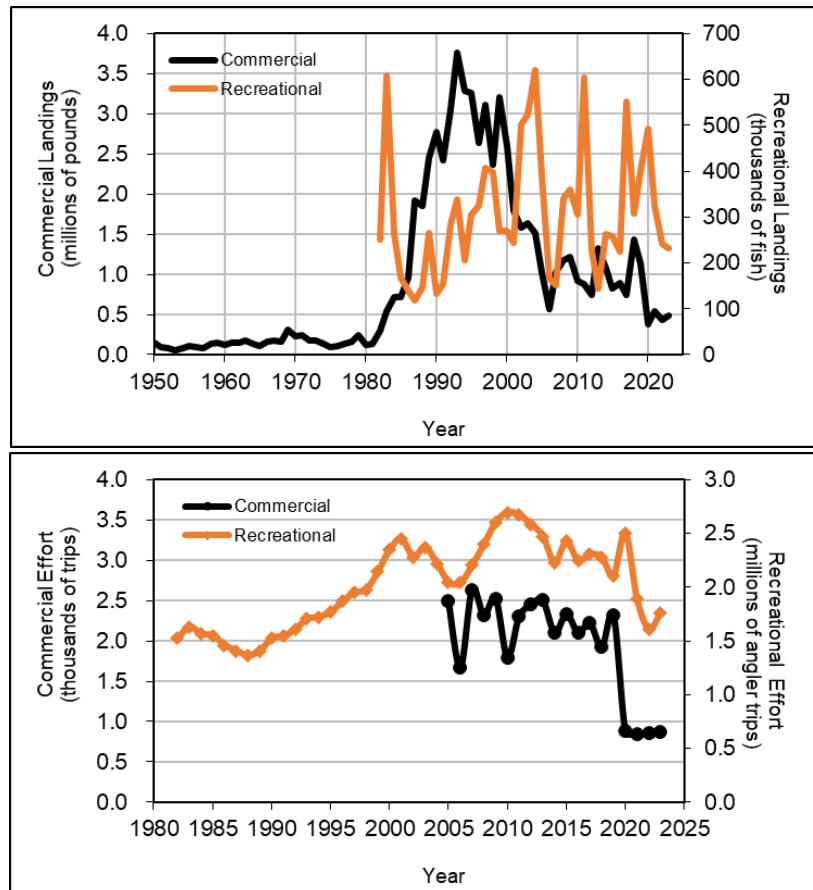 Commercial Landings
(millions of pounds)
4.0
3.5
3.0
2.5
2.0
1.5
1.0
0.5
0.0
Commercial
Recreational
700
600
500
400
300
200
100
0
Recreational Landings
(thousands of fish)
1950 1960 1970 1980 1990 2000 2010 2020
Year
Commercial Effort
(thousands of trips)
4.0
3.5
3.0
2.5
2.0
1.5
1.0
0.5
0.0
Commercial
Recreational
3.0
2.5
2.0
1.5
1.0
0.5
0.0
Recreational Effort
(millions of angler trips)
1980 1985 1990 1995 2000 2005 2010 2015 2020 2025
Year